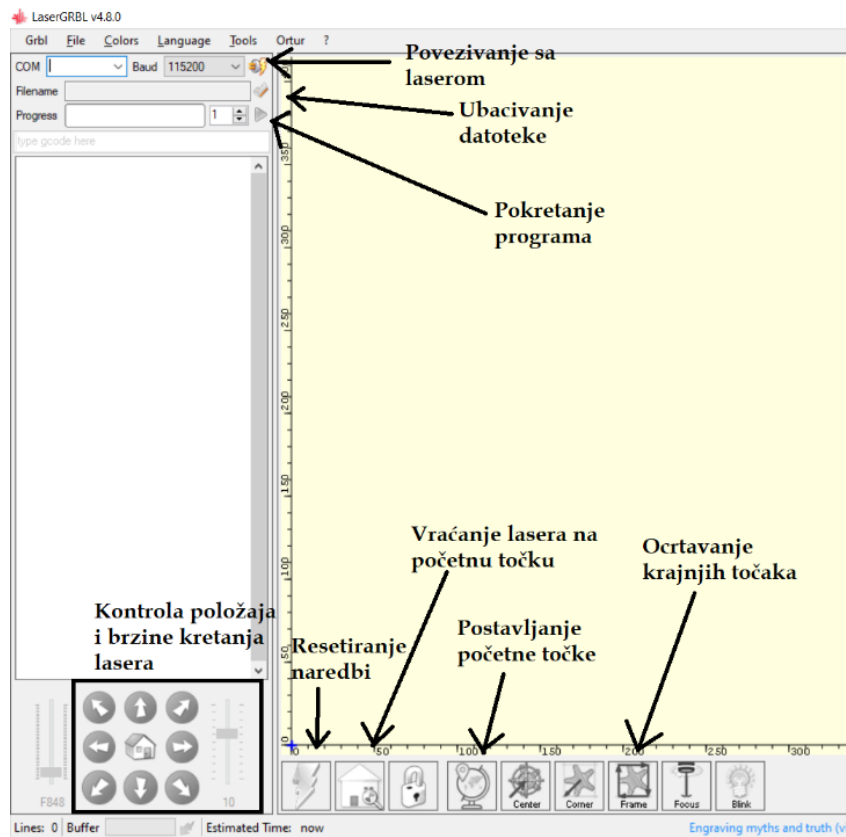 LaserGRBL v4.8.0
Grbl File Colors Language Tools Ortur ?
COM Baud 115200
Povezivanje sa
laserom
Filename
Ubacivanje
datoteke
Progress 1
type gcode here
Pokretanje
programa
350
300
250
200
150
100
50
0
Vraćanje lasera na
početnu točku
Ocrtavanje
krajnjih točaka
Kontrola položaja
i brzine kretanja
lasera
Resetiranje
naredbi
Postavljanje
početne točke
0 50 100 150 200 250 300
F848 10
Center Corner Frame Focus Blink
Lines: 0 Buffer Estimated Time: now
Engraving myths and truth (v